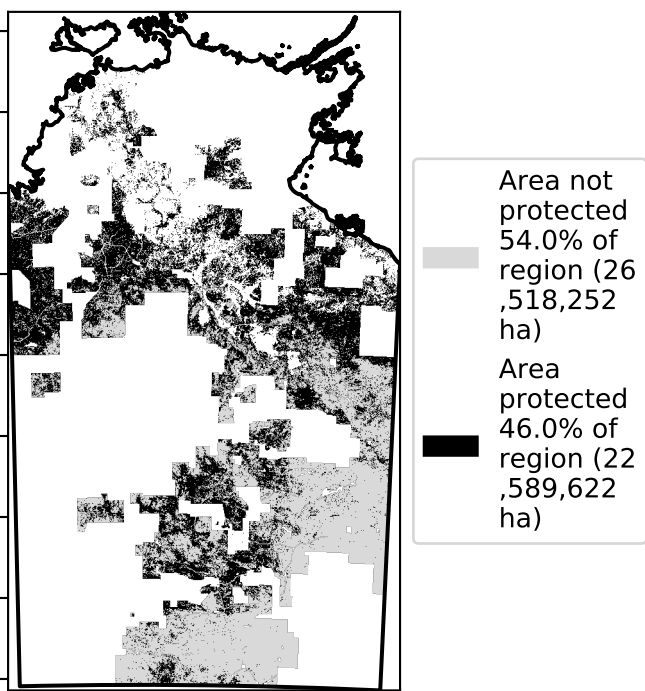 Area not
protected
54.0% of
region (26
,518,252
ha)
Area
protected
46.0% of
region (22
,589,622
ha)